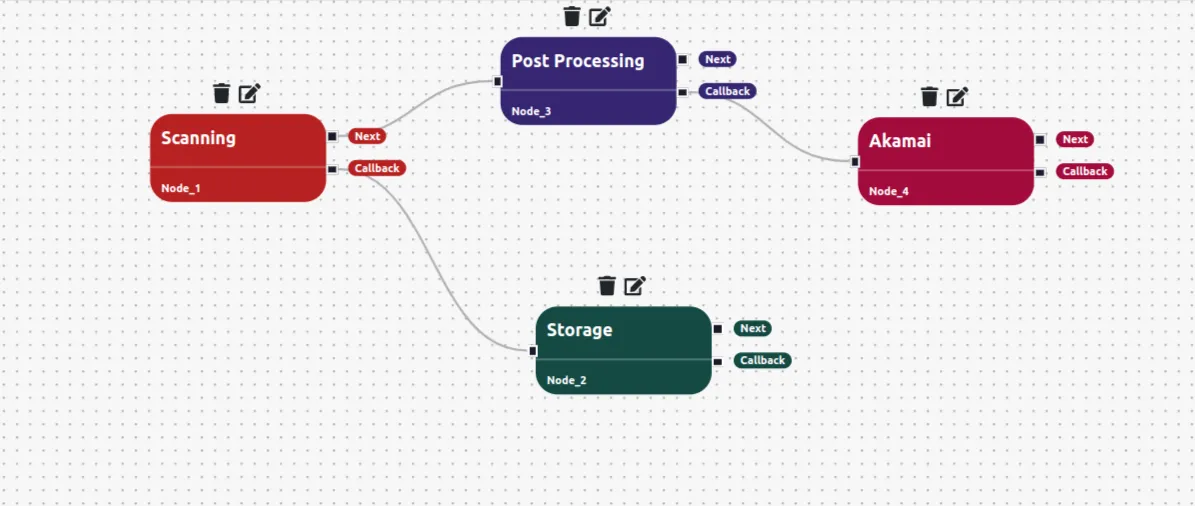 Scanning
Node_1
Next
Callback
Post Processing
Node_3
Next
Callback
Storage
Node_2
Next
Callback
Akamai
Node_4
Next
Callback